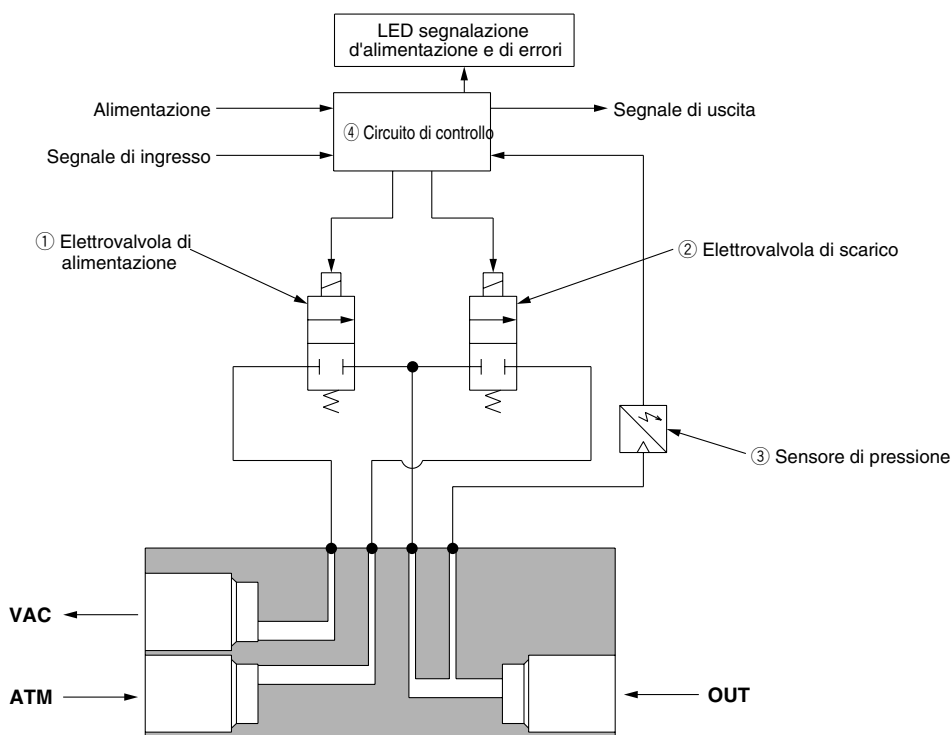 LED segnalazione
d'alimentazione e di errori
Alimentazione
Segnale di uscita
④ Circuito di controllo
Segnale di ingresso
① Elettrovalvola di
alimentazione
② Elettrovalvola di scarico
③ Sensore di pressione
VAC
ATM
OUT